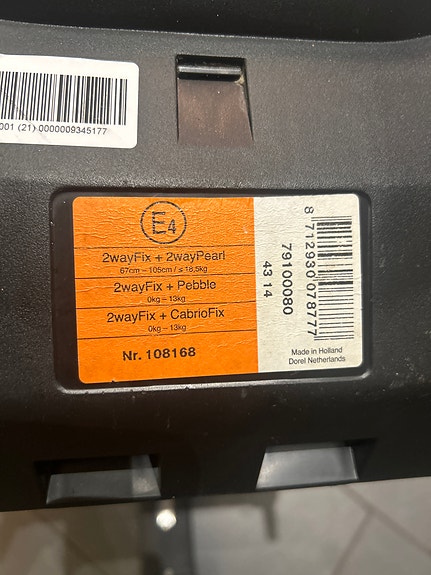 001 (21) 0000009345177
E4
2wayFix + 2wayPearl
67cm – 105cm / ≤ 18,5kg
2wayFix + Pebble
0kg – 13kg
2wayFix + CabrioFix
0kg – 13kg
Nr. 108168
43 14
79100080
8 712930 078777
Made in Holland
Dorel Netherlands